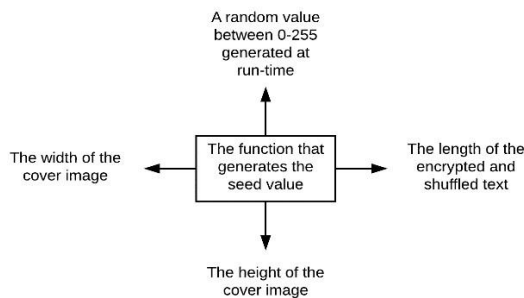 A random value
between 0-255
generated at
run-time
The width of the
cover image
The function that
generates the
seed value
The length of the
encrypted and
shuffled text
The height of the
cover image